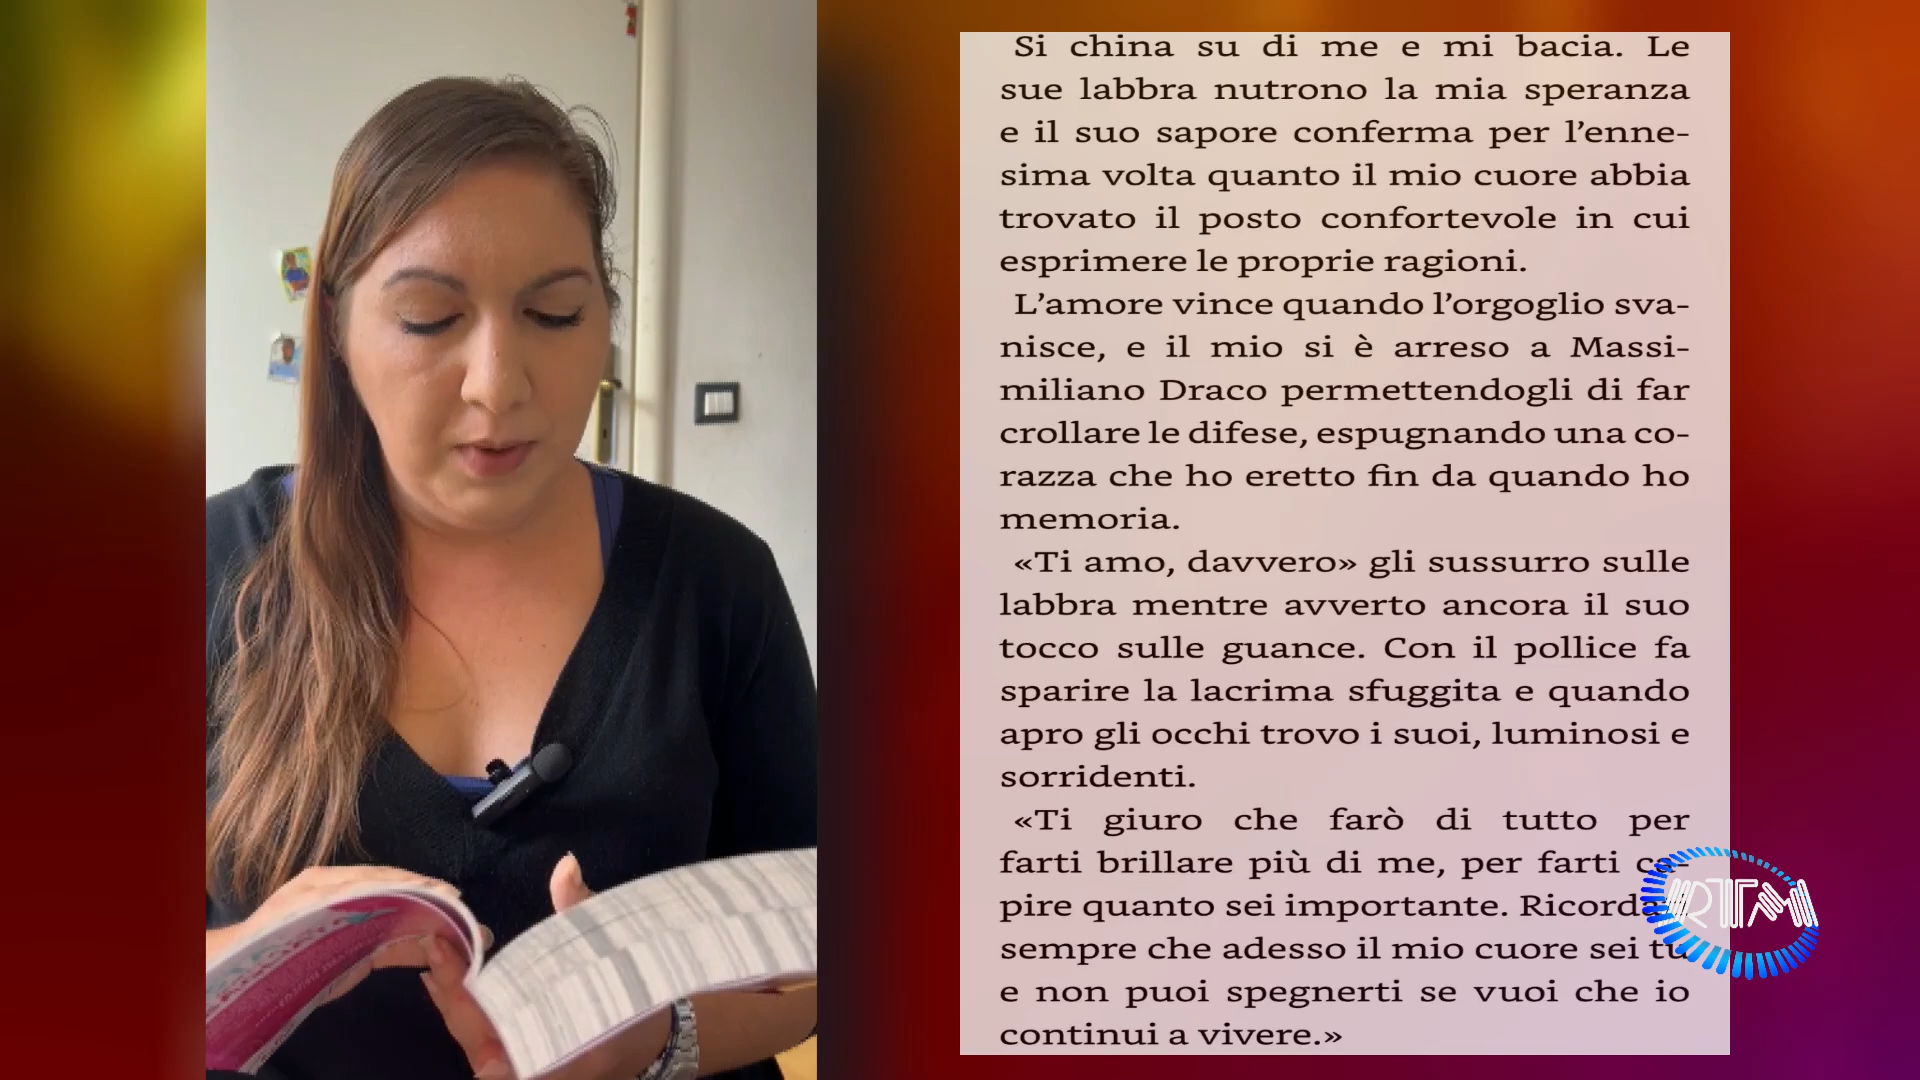 Si china su di me e mi bacia. Le
sue labbra nutrono la mia speranza
e il suo sapore conferma per l’enne-
sima volta quanto il mio cuore abbia
trovato il posto confortevole in cui
esprimere le proprie ragioni.
L’amore vince quando l’orgoglio sva-
nisce, e il mio si è arreso a Massi-
miliano Draco permettendogli di far
crollare le difese, espugnando una co-
razza che ho eretto fin da quando ho
memoria.
«Ti amo, davvero» gli sussurro sulle
labbra mentre avverto ancora il suo
tocco sulle guance. Con il pollice fa
sparire la lacrima sfuggita e quando
apro gli occhi trovo i suoi, luminosi e
sorridenti.
«Ti giuro che farò di tutto per
farti brillare più di me, per farti ca-
pire quanto sei importante. Ricorda
sempre che adesso il mio cuore sei tu
e non puoi spegnerti se vuoi che io
continui a vivere.»
RTM